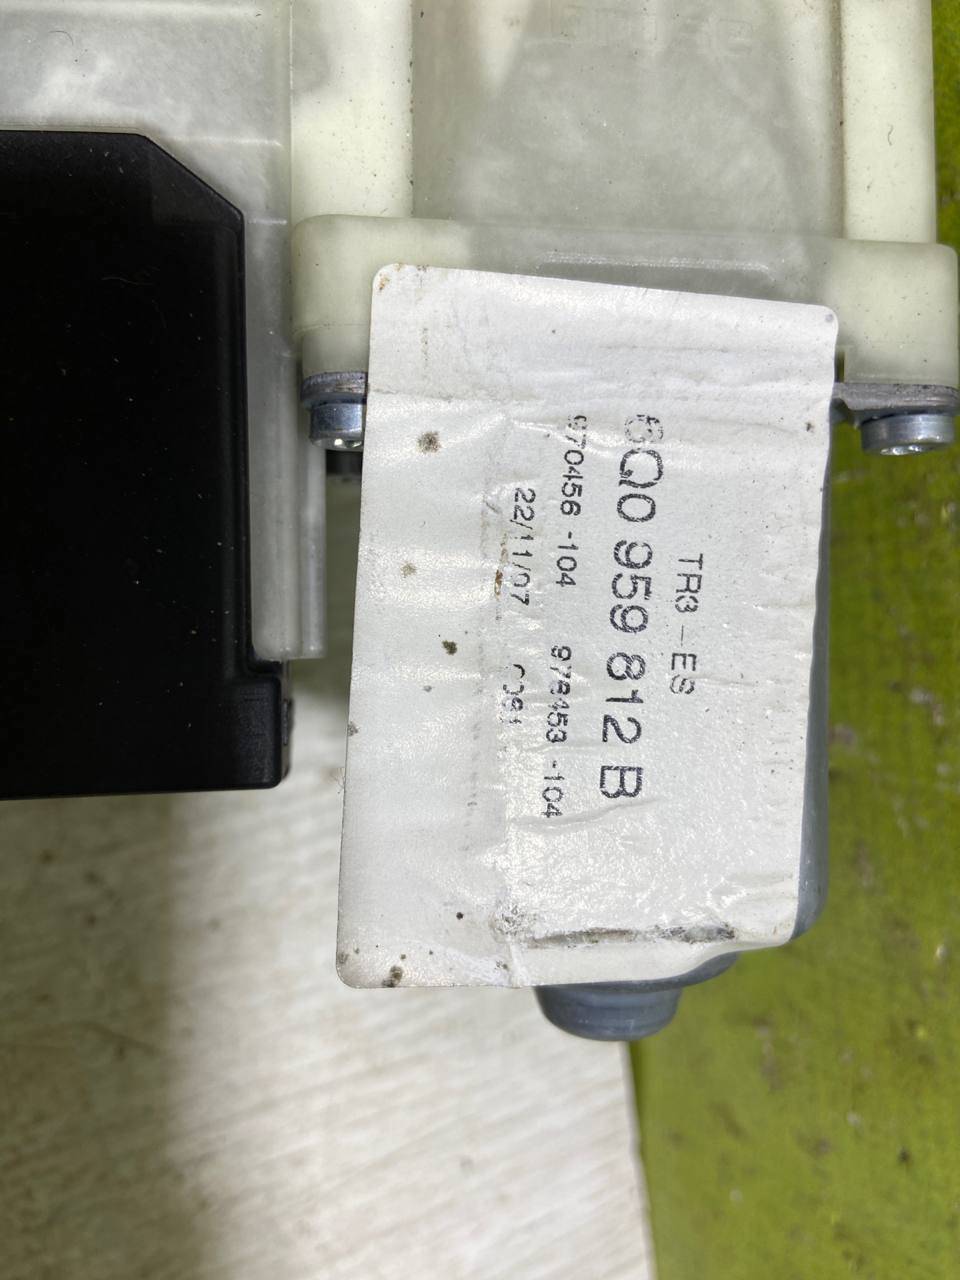 TR3-ES
6Q0 959 812 B
970456-104 978453-104
22/11/07